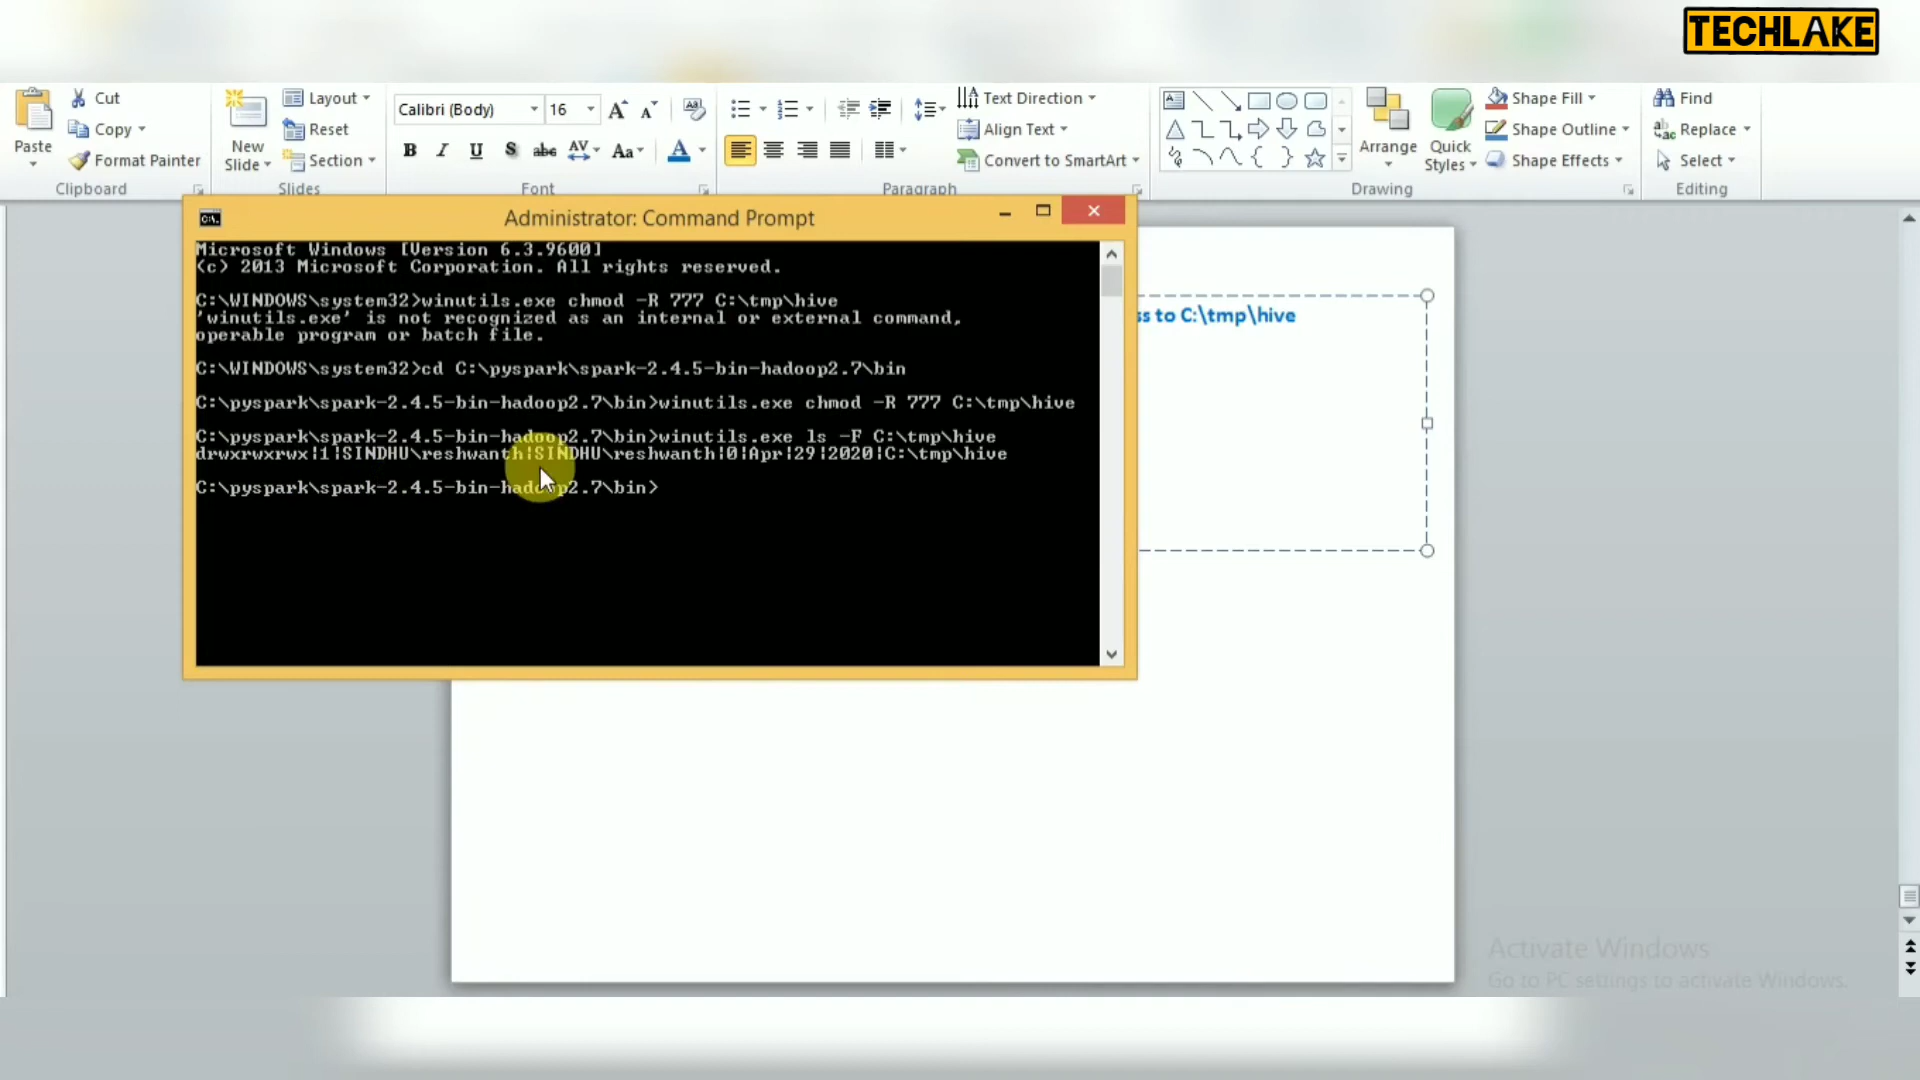 TECHLAKE
Paste
Cut
Copy
Format Painter
Clipboard
New
Slide
Layout
Reset
Section
Slides
Calibri (Body) 16
B I U S abc AV Aa A
Font
Text Direction
Align Text
Convert to SmartArt
Paragraph
Arrange
Quick
Styles
Shape Fill
Shape Outline
Shape Effects
Drawing
Find
Replace
Select
Editing
Administrator: Command Prompt
Microsoft Windows [Version 6.3.9600]
(c) 2013 Microsoft Corporation. All rights reserved.
C:\WINDOWS\system32>winutils.exe chmod -R 777 C:\tmp\hive
'winutils.exe' is not recognized as an internal or external command,
operable program or batch file.
C:\WINDOWS\system32>cd C:\pyspark\spark-2.4.5-bin-hadoop2.7\bin
C:\pyspark\spark-2.4.5-bin-hadoop2.7\bin>winutils.exe chmod -R 777 C:\tmp\hive
C:\pyspark\spark-2.4.5-bin-hadoop2.7\bin>winutils.exe ls -F C:\tmp\hive
drwxrwxrwx|1|SINDHU\reshwanth|SINDHU\reshwanth|0|Apr|29|2020|C:\tmp\hive
C:\pyspark\spark-2.4.5-bin-hadoop2.7\bin>
ss to C:\tmp\hive
Activate Windows
Go to PC settings to activate Windows.